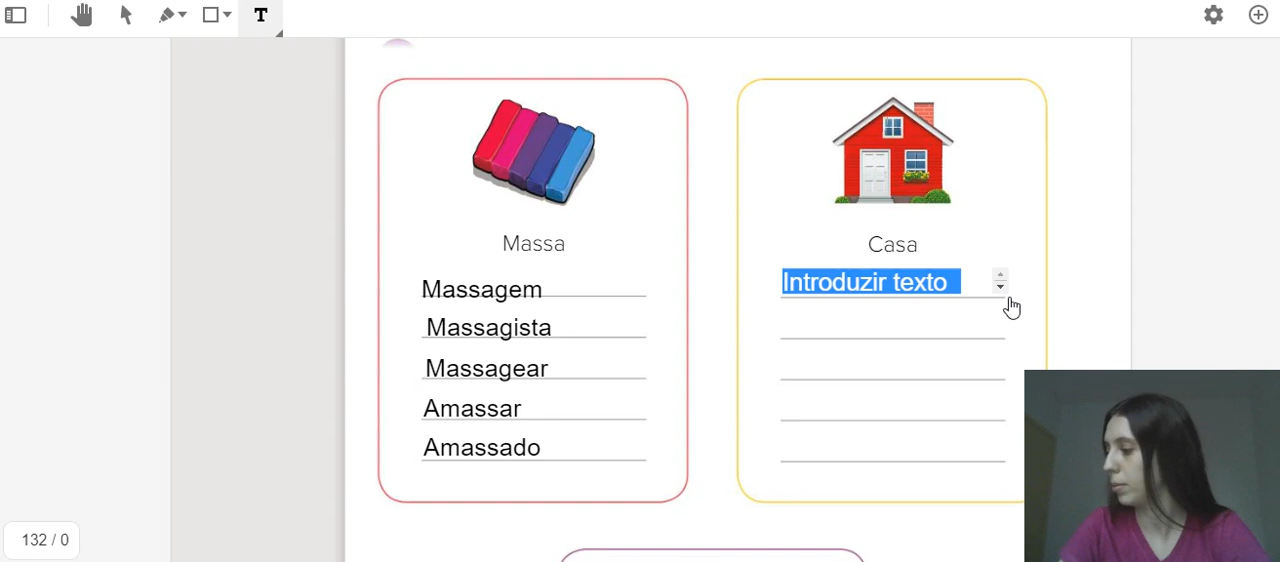 T
Massa
Massagem
Massagista
Massagear
Amassar
Amassado
Casa
Introduzir texto
132 / 0